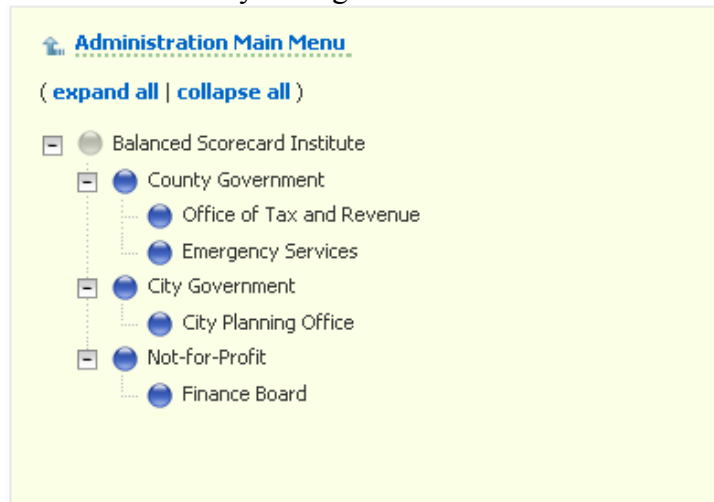 Administration Main Menu
( expand all | collapse all )
Balanced Scorecard Institute
County Government
Office of Tax and Revenue
Emergency Services
City Government
City Planning Office
Not-for-Profit
Finance Board